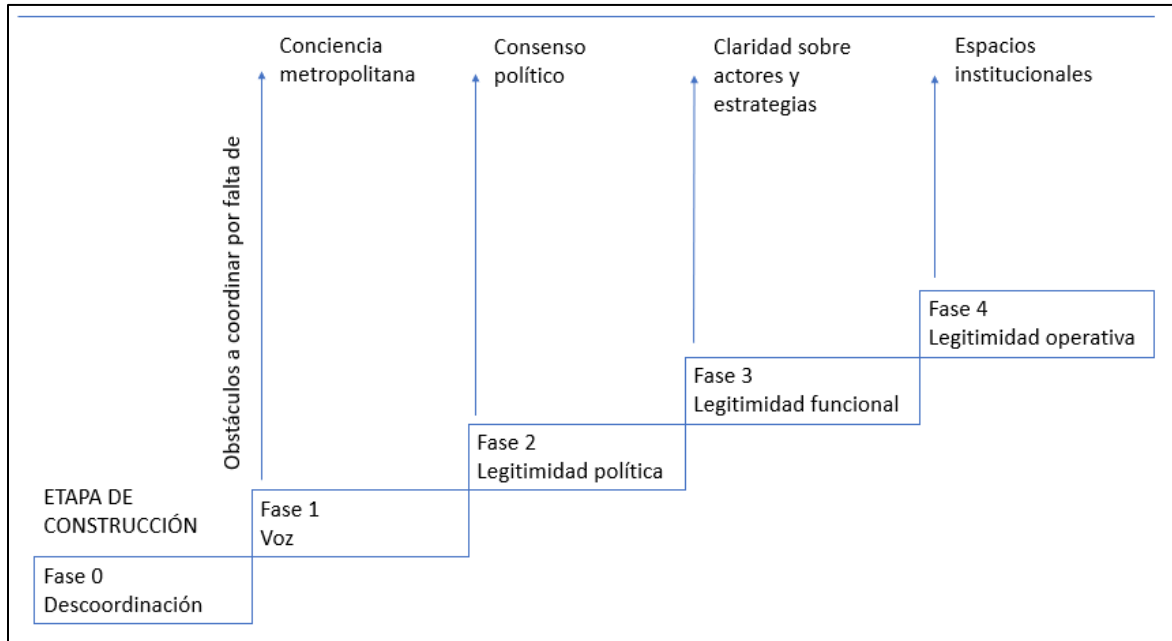 Conciencia
metropolitana
Consenso
político
Claridad sobre
actores y
estrategias
Espacios
institucionales
Obstáculos a coordinar por falta de
Fase 4
Legitimidad operativa
Fase 3
Legitimidad funcional
Fase 2
Legitimidad política
ETAPA DE
CONSTRUCCIÓN
Fase 1
Voz
Fase 0
Descoordinación